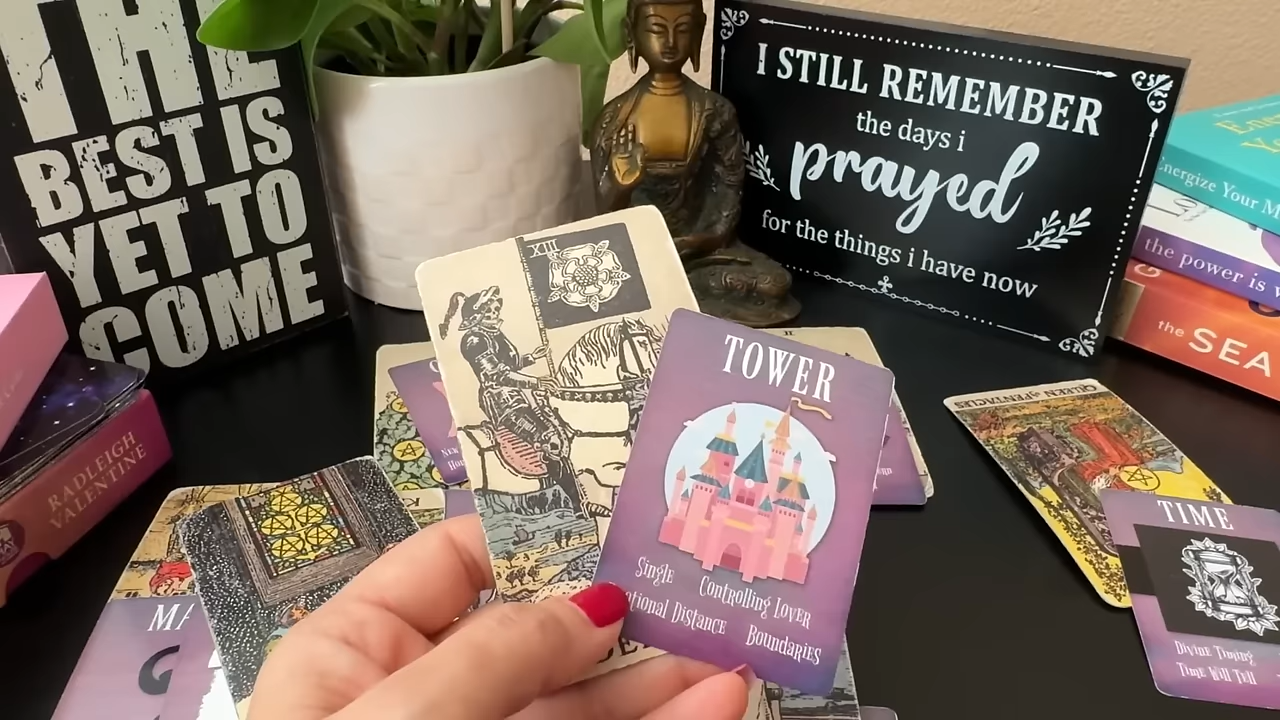 THE
BEST IS
YET TO
COME
I STILL REMEMBER
the days i
prayed
for the things i have now
Energize Your
the power is
the SEA
RADLEIGH
VALENTINE
XIII
TOWER
Single Controlling Lover
Distance Boundaries
QUEEN of PENTACLES
TIME
Divine Timing
Time Will Tell
II
MA